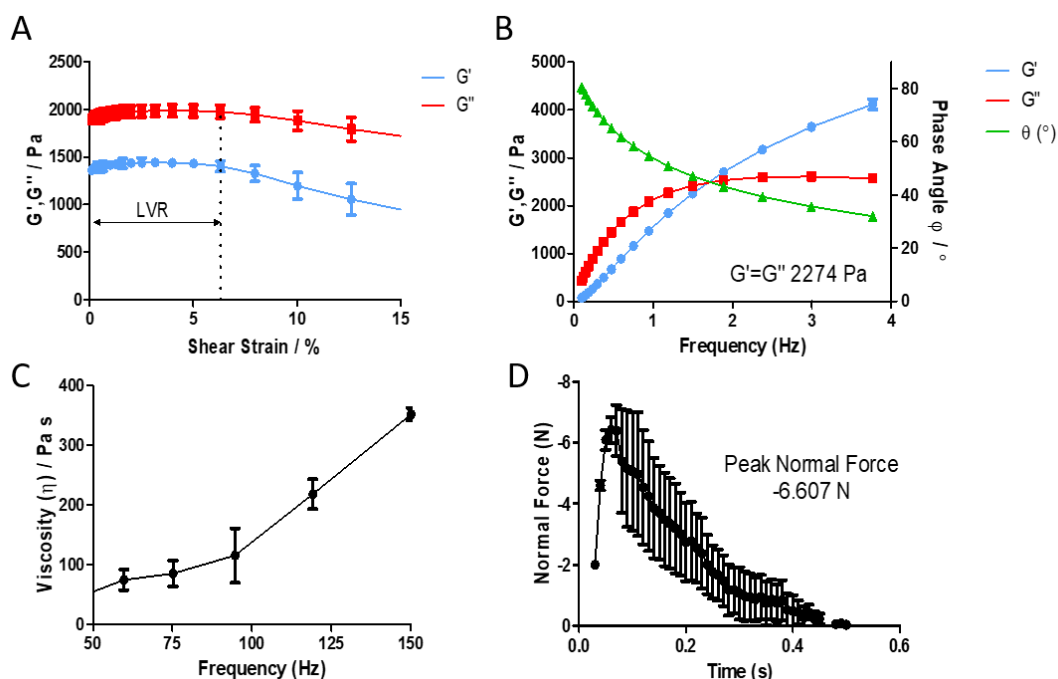 A
2500
2000
1500
1000
500
0
G',G'' / Pa
LVR
0
5
10
15
Shear Strain / %
G'
G''
B
5000
4000
3000
2000
1000
0
G',G'' / Pa
G'=G'' 2274 Pa
0
1
2
3
4
Frequency (Hz)
100
80
60
40
20
0
Phase Angle φ / °
G'
G''
θ (°)
C
400
300
200
100
0
Viscosity (η) / Pa s
50
75
100
125
150
Frequency (Hz)
D
-8
-6
-4
-2
0
Normal Force (N)
Peak Normal Force
-6.607 N
0.0
0.2
0.4
0.6
Time (s)